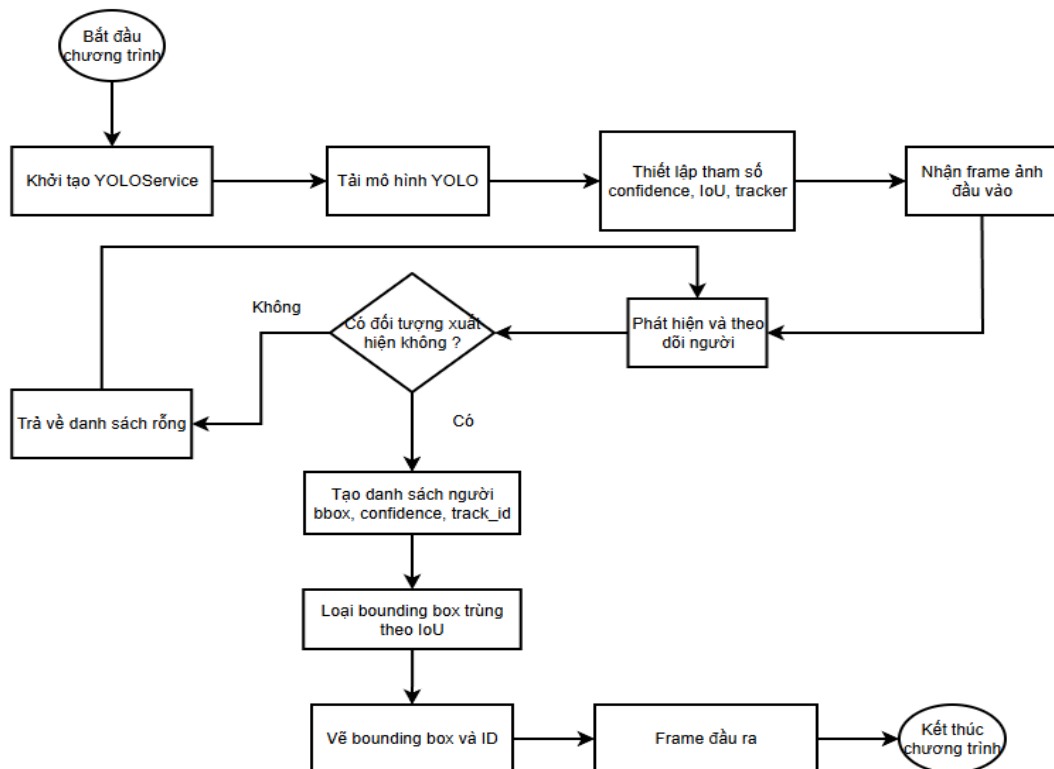 Bắt đầu
chương trình
Khởi tạo YOLOService
Tải mô hình YOLO
Thiết lập tham số
confidence, IoU, tracker
Nhận frame ảnh
đầu vào
Phát hiện và theo
dõi người
Có đối tượng xuất
hiện không ?
Không
Trả về danh sách rỗng
Có
Tạo danh sách người
bbox, confidence, track_id
Loại bounding box trùng
theo IoU
Vẽ bounding box và ID
Frame đầu ra
Kết thúc
chương trình